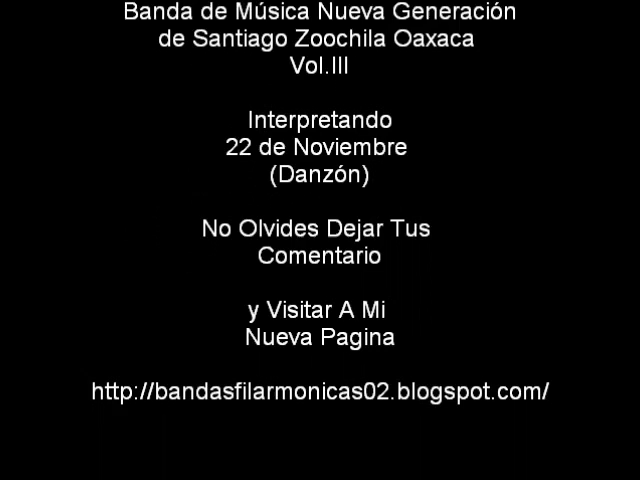 Banda de Música Nueva Generación
de Santiago Zoochila Oaxaca
Vol.III
Interpretando
22 de Noviembre
(Danzón)
No Olvides Dejar Tus
Comentario
y Visitar A Mi
Nueva Pagina
http://bandasfilarmonicas02.blogspot.com/